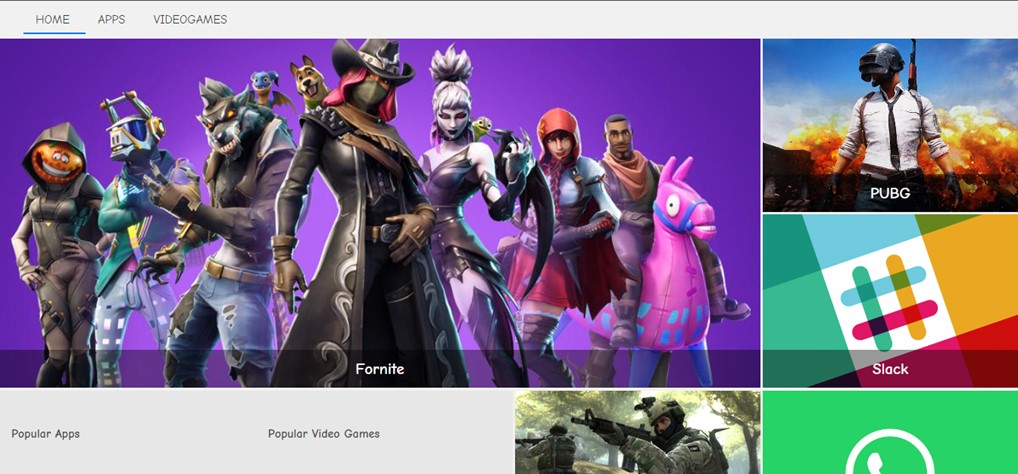 HOME APPS VIDEOGAMES
PUBG
Fornite
Slack
Popular Apps
Popular Video Games